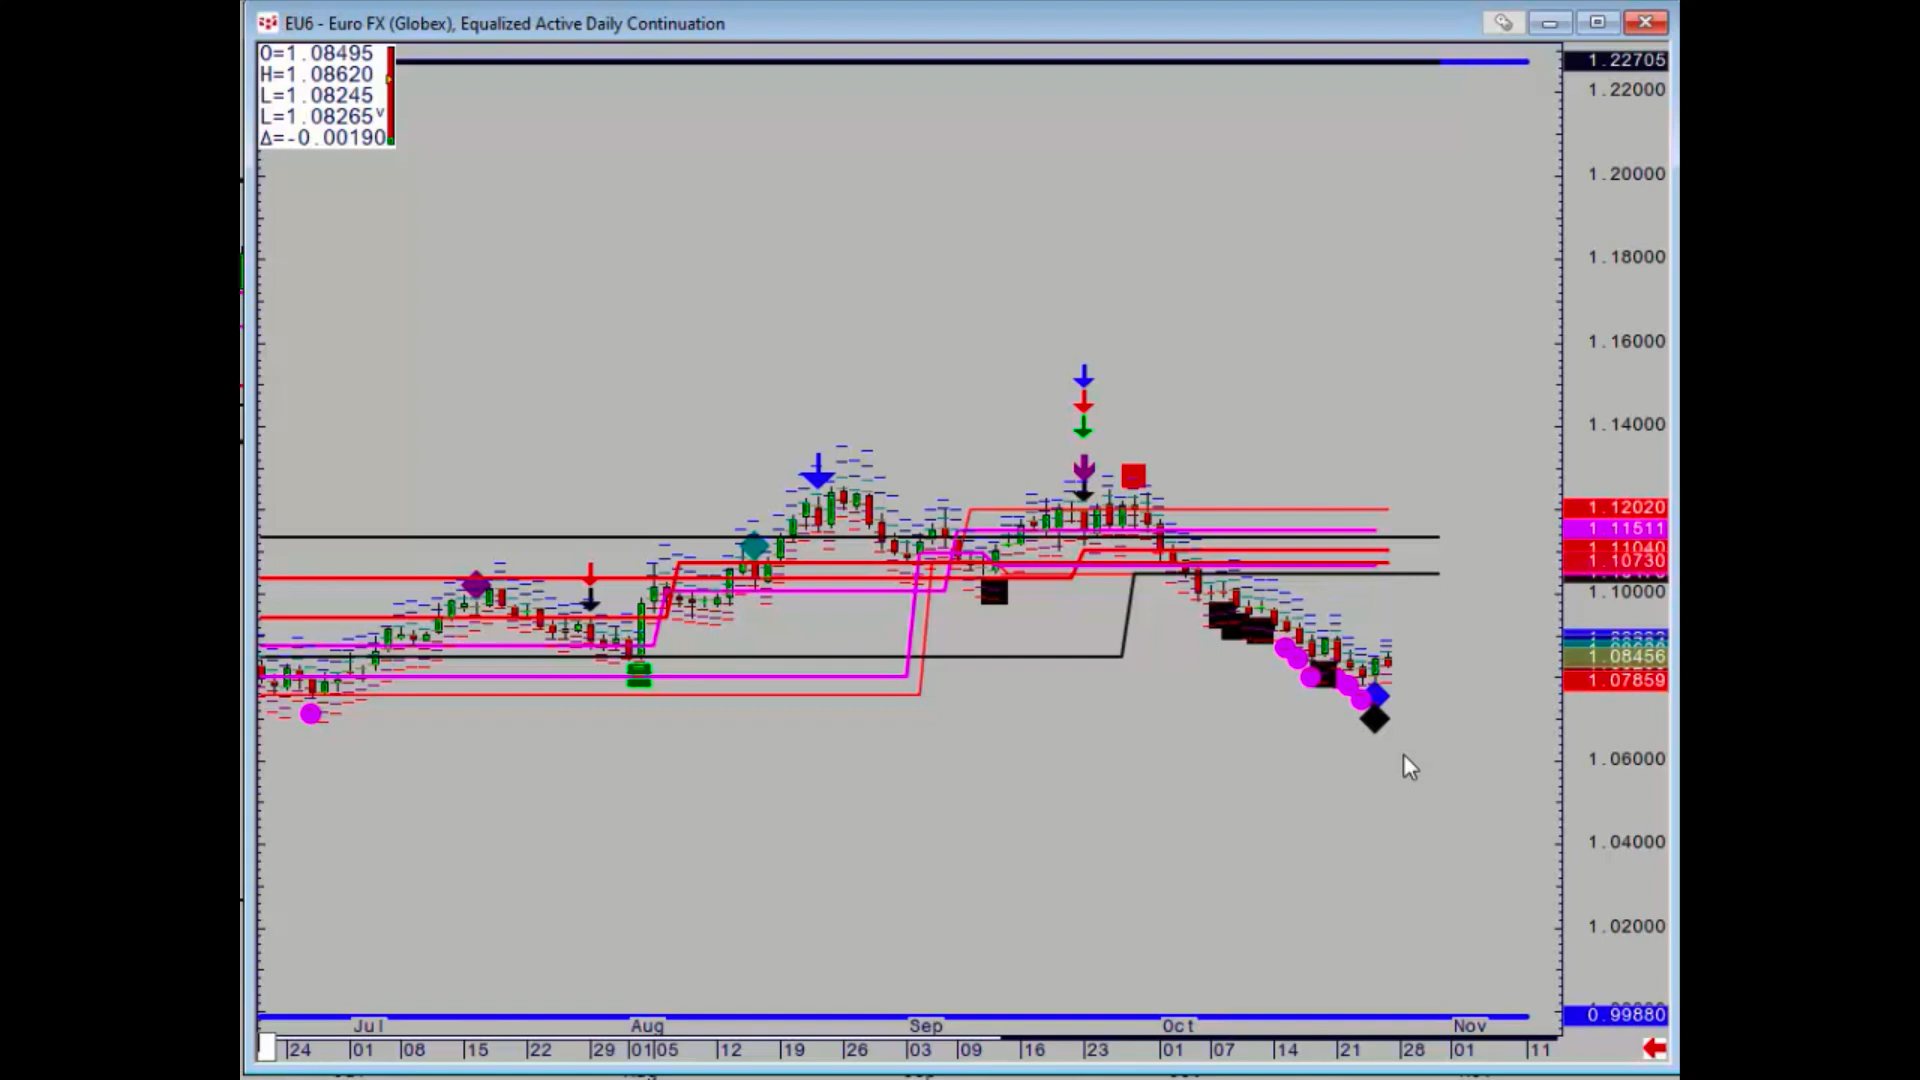 EU6 - Euro FX (Globex), Equalized Active Daily Continuation
O=1.08495
H=1.08620
L=1.08245
L=1.08265v
Δ=-0.00190
1.22705
1.22000
1.20000
1.18000
1.16000
1.14000
1.12020
1.11511
1.11040
1.10730
1.10000
1.08456
1.07859
1.06000
1.04000
1.02000
0.99880
Jul Aug Sep Oct Nov
24 01 08 15 22 29 01 05 12 19 26 03 09 16 23 01 07 14 21 28 01 11